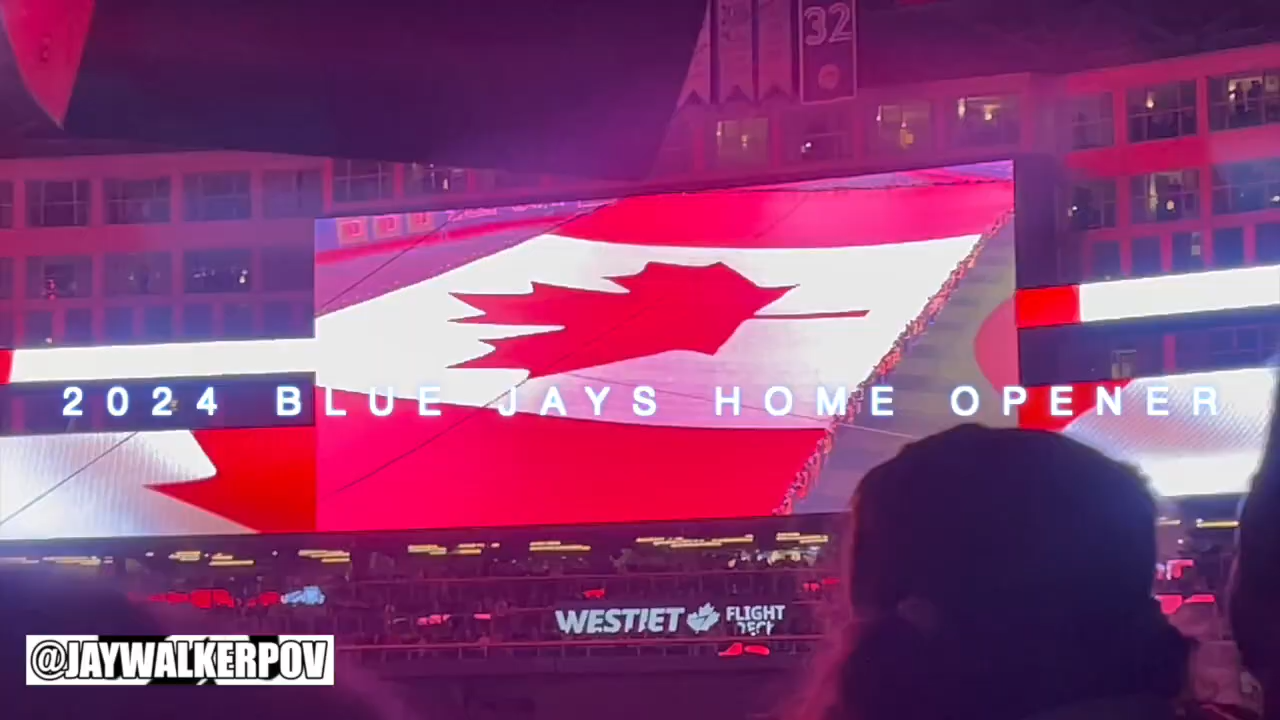 32
2024 BLUE JAYS HOME OPENER
WESTJET FLIGHT
DECK
@JAYWALKERPOV